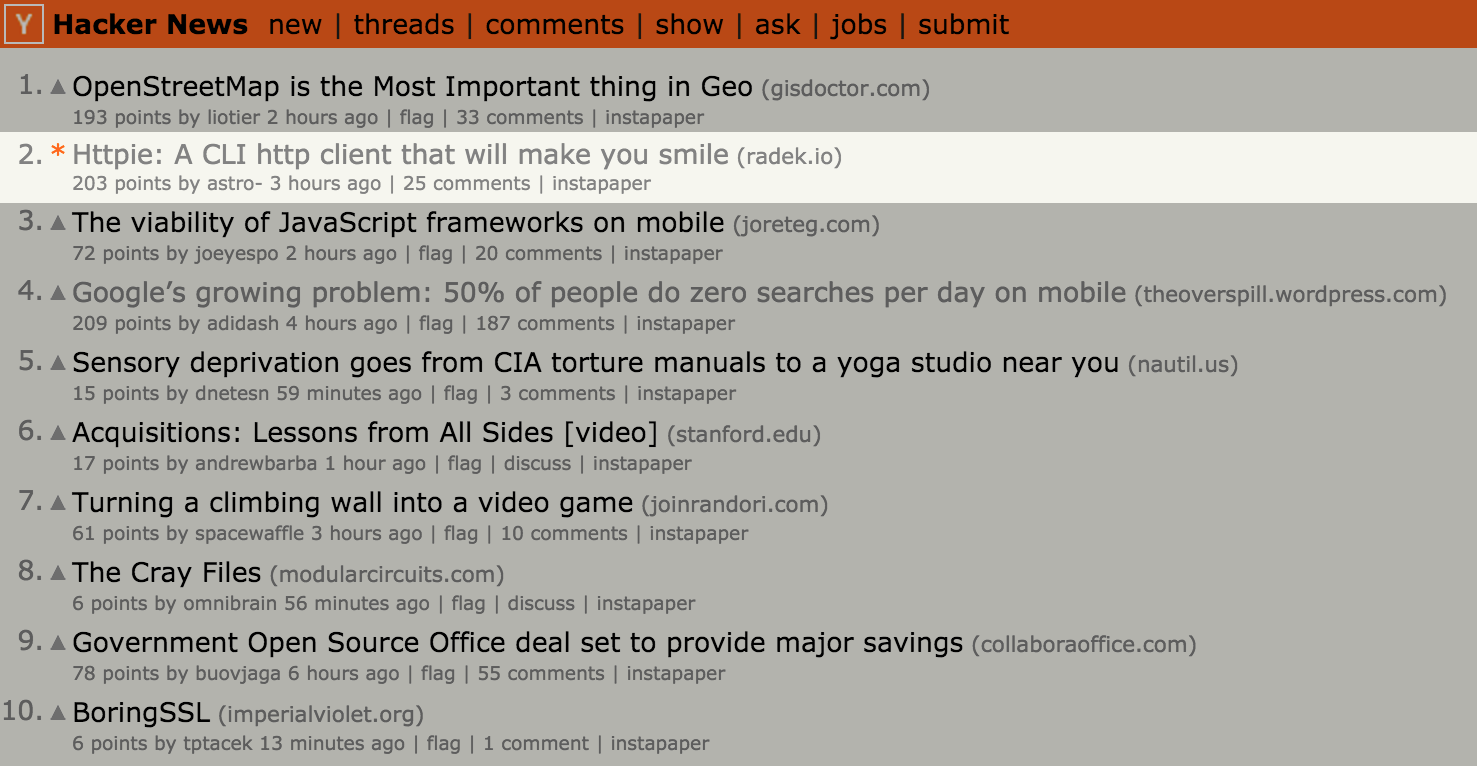 Y Hacker News new | threads | comments | show | ask | jobs | submit
1. ▲ OpenStreetMap is the Most Important thing in Geo (gisdoctor.com)
193 points by liotier 2 hours ago | flag | 33 comments | instapaper
2. * Httpie: A CLI http client that will make you smile (radek.io)
203 points by astro- 3 hours ago | 25 comments | instapaper
3. ▲ The viability of JavaScript frameworks on mobile (joreteg.com)
72 points by joeyespo 2 hours ago | flag | 20 comments | instapaper
4. ▲ Google’s growing problem: 50% of people do zero searches per day on mobile (theoverspill.wordpress.com)
209 points by adidash 4 hours ago | flag | 187 comments | instapaper
5. ▲ Sensory deprivation goes from CIA torture manuals to a yoga studio near you (nautil.us)
15 points by dnetesn 59 minutes ago | flag | 3 comments | instapaper
6. ▲ Acquisitions: Lessons from All Sides [video] (stanford.edu)
17 points by andrewbarba 1 hour ago | flag | discuss | instapaper
7. ▲ Turning a climbing wall into a video game (joinrandori.com)
61 points by spacewaffle 3 hours ago | flag | 10 comments | instapaper
8. ▲ The Cray Files (modularcircuits.com)
6 points by omnibrain 56 minutes ago | flag | discuss | instapaper
9. ▲ Government Open Source Office deal set to provide major savings (collaboraoffice.com)
78 points by buovjaga 6 hours ago | flag | 55 comments | instapaper
10. ▲ BoringSSL (imperialviolet.org)
6 points by tptacek 13 minutes ago | flag | 1 comment | instapaper